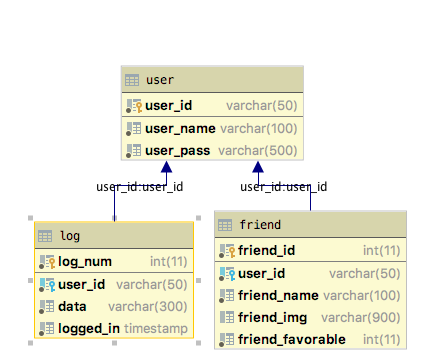 user
user_id varchar(50)
user_name varchar(100)
user_pass varchar(500)
user_id:user_id
user_id:user_id
log
log_num int(11)
user_id varchar(50)
data varchar(300)
logged_in timestamp
friend
friend_id int(11)
user_id varchar(50)
friend_name varchar(100)
friend_img varchar(900)
friend_favorable int(11)